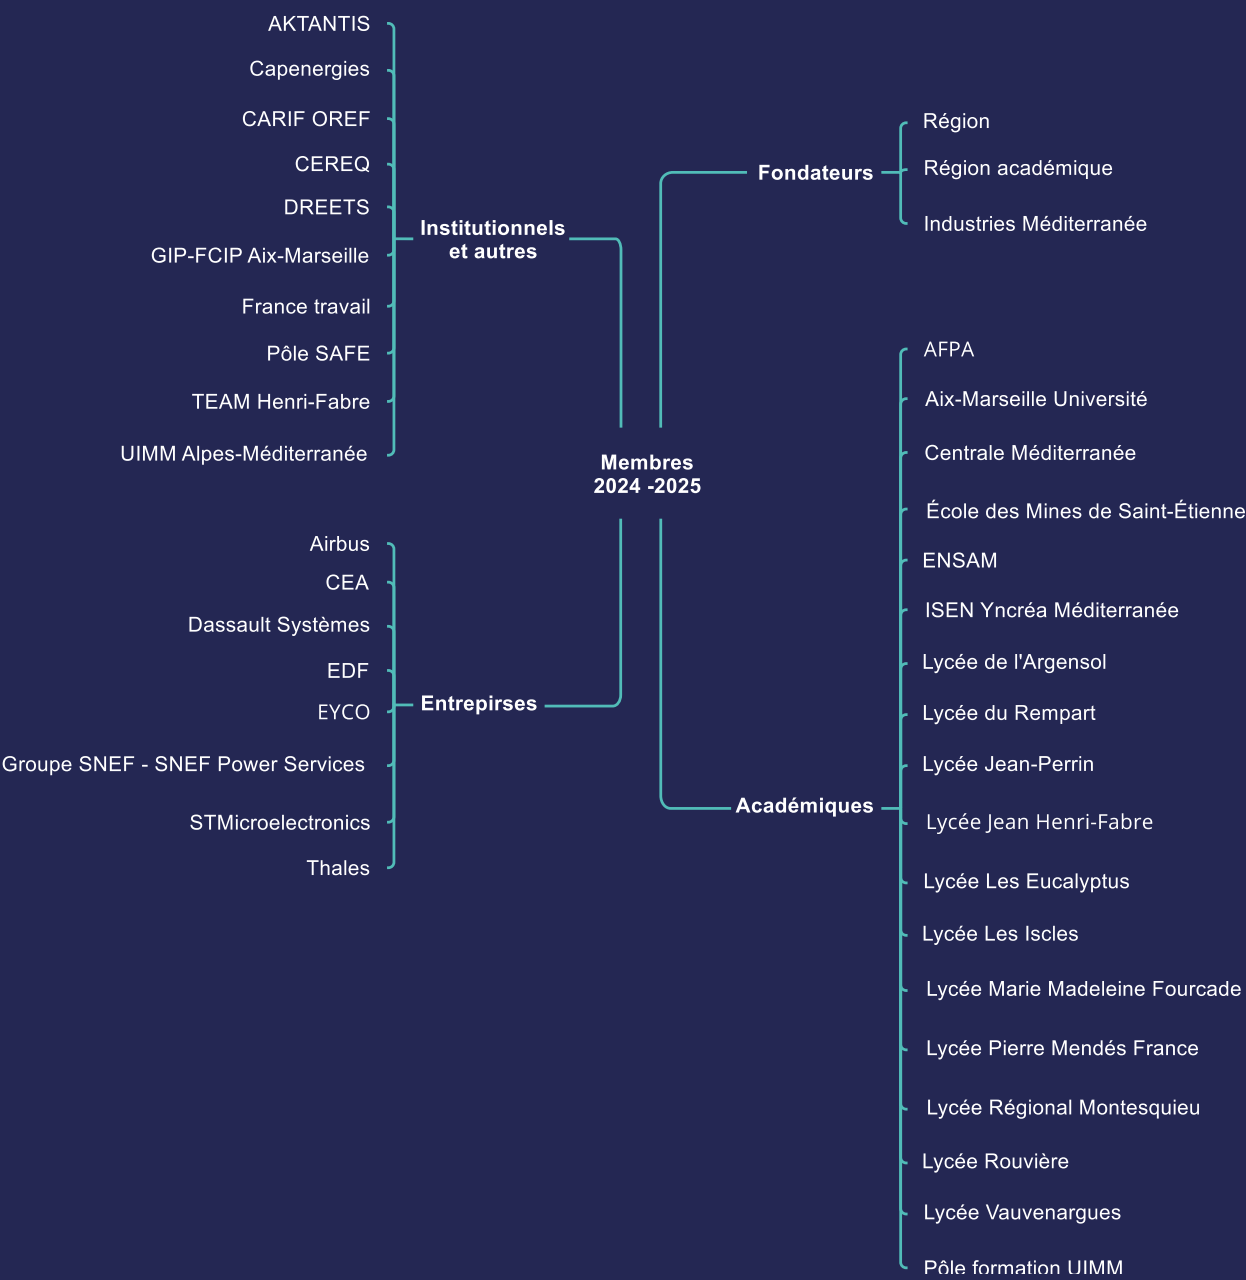 AKTANTIS
Capenergies
CARIF OREF
CEREQ
DREETS
GIP-FCIP Aix-Marseille
France travail
Pôle SAFE
TEAM Henri-Fabre
UIMM Alpes-Méditerranée
Institutionnels
et autres
Airbus
CEA
Dassault Systèmes
EDF
EYCO
Groupe SNEF - SNEF Power Services
STMicroelectronics
Thales
Entrepirses
Membres
2024 -2025
Fondateurs
Région
Région académique
Industries Méditerranée
Académiques
AFPA
Aix-Marseille Université
Centrale Méditerranée
École des Mines de Saint-Étienne
ENSAM
ISEN Yncréa Méditerranée
Lycée de l'Argensol
Lycée du Rempart
Lycée Jean-Perrin
Lycée Jean Henri-Fabre
Lycée Les Eucalyptus
Lycée Les Iscles
Lycée Marie Madeleine Fourcade
Lycée Pierre Mendés France
Lycée Régional Montesquieu
Lycée Rouvière
Lycée Vauvenargues
Pôle formation UIMM